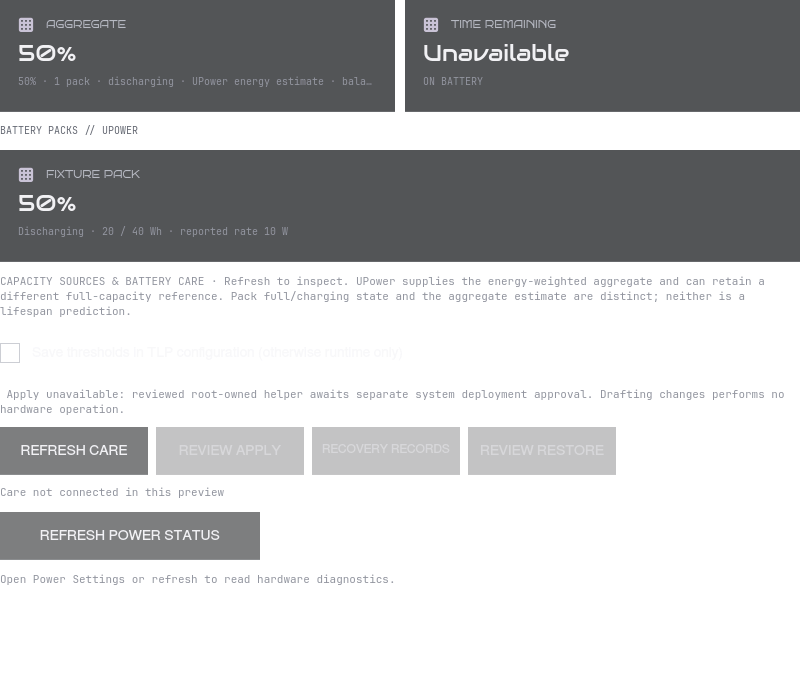 AGGREGATE
50%
50% · 1 pack · discharging · UPower energy estimate · bala…
TIME REMAINING
Unavailable
ON BATTERY
BATTERY PACKS // UPOWER
FIXTURE PACK
50%
Discharging · 20 / 40 Wh · reported rate 10 W
CAPACITY SOURCES & BATTERY CARE · Refresh to inspect. UPower supplies the energy-weighted aggregate and can retain a
different full-capacity reference. Pack full/charging state and the aggregate estimate are distinct; neither is a
lifespan prediction.
Save thresholds in TLP configuration (otherwise runtime only)
Apply unavailable: reviewed root-owned helper awaits separate system deployment approval. Drafting changes performs no
hardware operation.
REFRESH CARE
REVIEW APPLY
RECOVERY RECORDS
REVIEW RESTORE
Care not connected in this preview
REFRESH POWER STATUS
Open Power Settings or refresh to read hardware diagnostics.